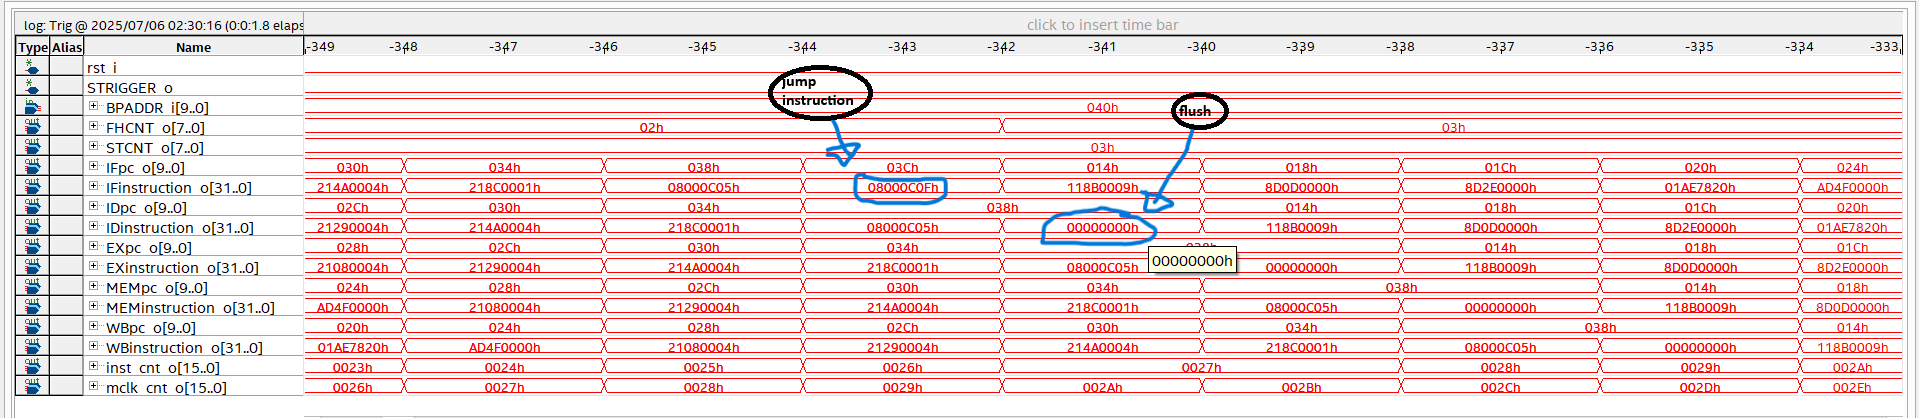 log: Trig @ 2025/07/06 02:30:16 (0:0:1.8 elaps click to insert time bar
Type Alias Name -349 -348 -347 -346 -345 -344 -343 -342 -341 -340 -339 -338 -337 -336 -335 -334 -333
rst_i
jump
instruction
STRIGGER_o
BPADDR_i[9..0] 040h
flush
FHCNT_o[7..0] 02h 03h
STCNT_o[7..0] 03h
IFpc_o[9..0] 030h 034h 038h 03Ch 014h 018h 01Ch 020h 024h
IFinstruction_o[31..0] 214A0004h 218C0001h 08000C05h 08000C0Fh 118B0009h 8D0D0000h 8D2E0000h 01AE7820h AD4F0000h
IDpc_o[9..0] 02Ch 030h 034h 038h 014h 018h 01Ch 020h
IDinstruction_o[31..0] 21290004h 214A0004h 218C0001h 08000C05h 00000000h 118B0009h 8D0D0000h 8D2E0000h 01AE7820h
EXpc_o[9..0] 028h 02Ch 030h 034h 014h 018h 01Ch
00000000h
EXinstruction_o[31..0] 21080004h 21290004h 214A0004h 218C0001h 08000C05h 00000000h 118B0009h 8D0D0000h 8D2E0000h
MEMpc_o[9..0] 024h 028h 02Ch 030h 034h 038h 014h 018h
MEMinstruction_o[31..0] AD4F0000h 21080004h 21290004h 214A0004h 218C0001h 08000C05h 00000000h 118B0009h 8D0D0000h
WBpc_o[9..0] 020h 024h 028h 02Ch 030h 034h 038h 014h
WBinstruction_o[31..0] 01AE7820h AD4F0000h 21080004h 21290004h 214A0004h 218C0001h 08000C05h 00000000h 118B0009h
inst_cnt_o[15..0] 0023h 0024h 0025h 0026h 0027h 0028h 0029h 002Ah
mclk_cnt_o[15..0] 0026h 0027h 0028h 0029h 002Ah 002Bh 002Ch 002Dh 002Eh